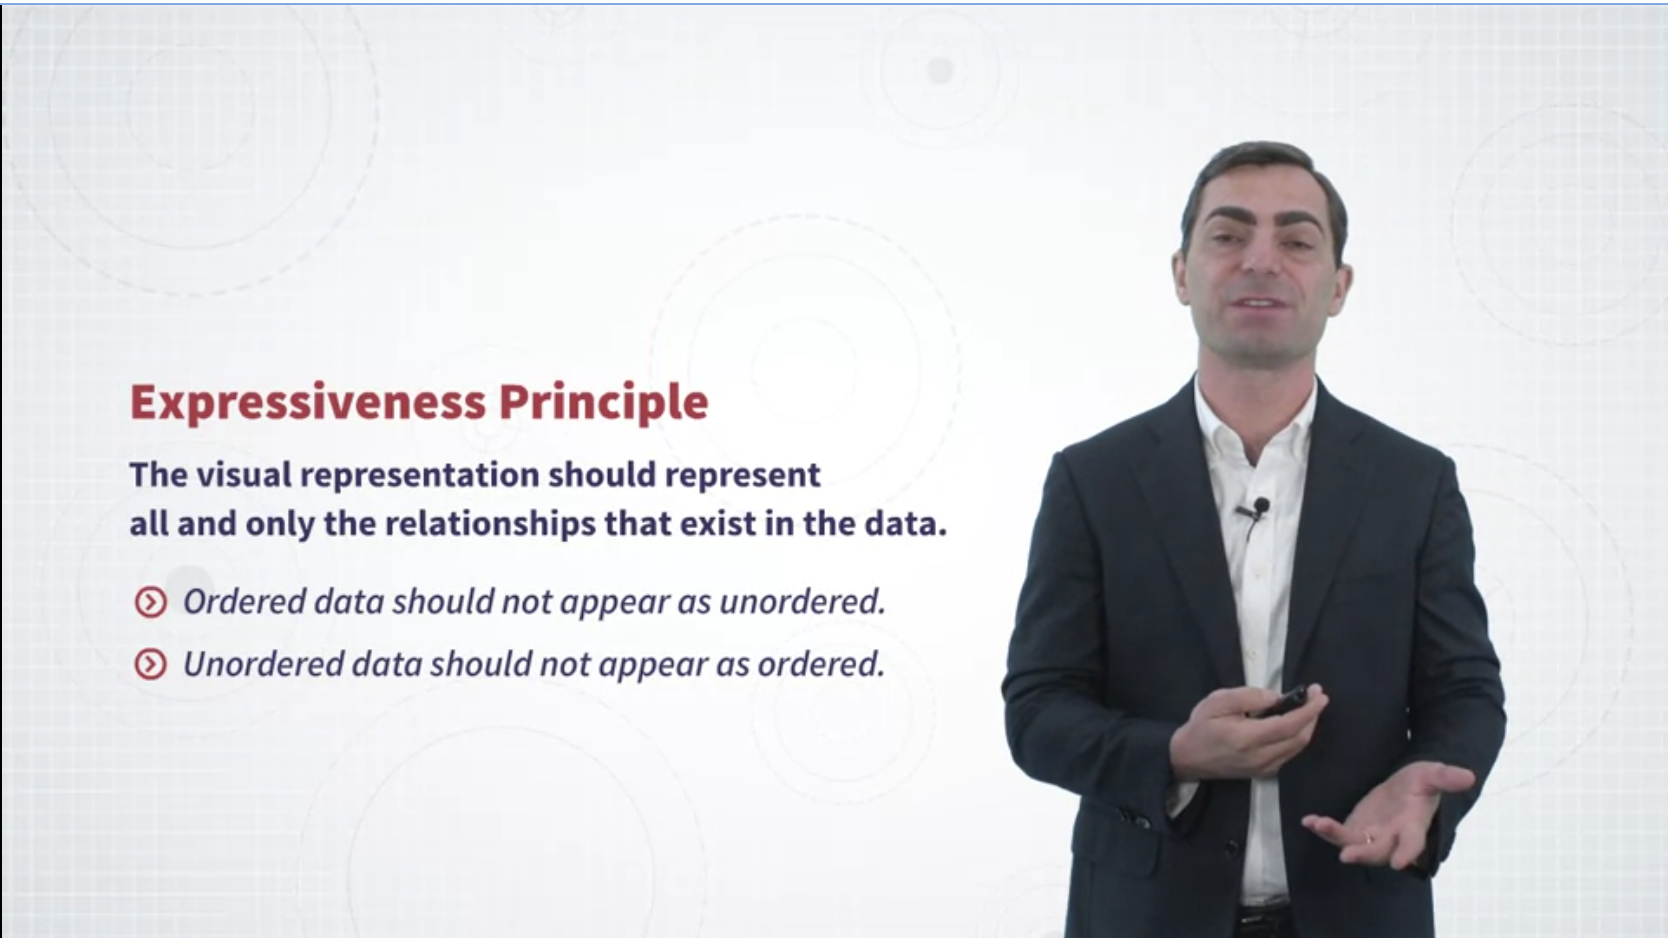 Expressiveness Principle
The visual representation should represent
all and only the relationships that exist in the data.
Ordered data should not appear as unordered.
Unordered data should not appear as ordered.